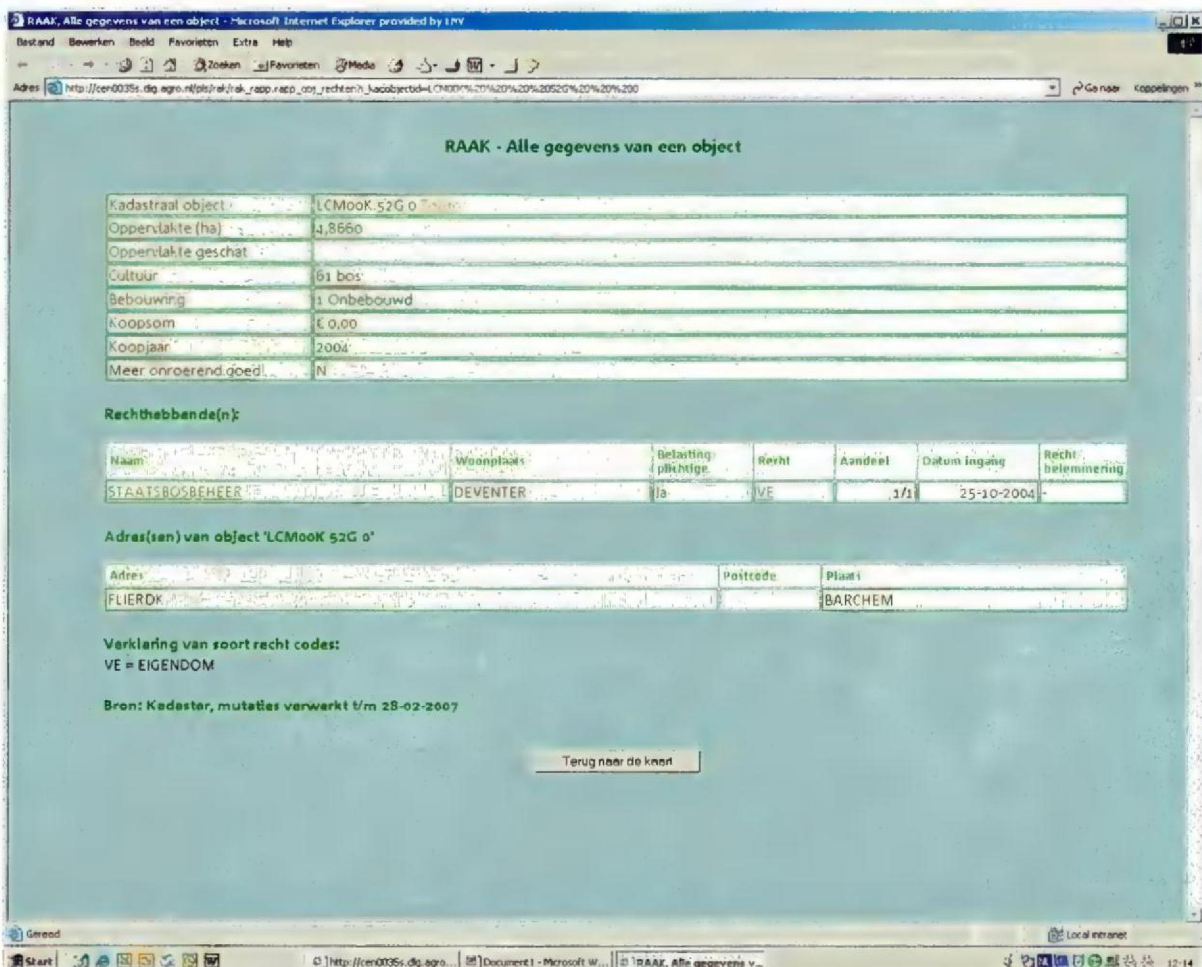 RAAK, Alle gegevens van een object - Microsoft Internet Explorer provided by LNV
Bestand Bewerken Beeld Favorieten Extra Help
Zoeken Favorieten Media
Adres Ga naar Koppelingen
RAAK - Alle gegevens van een object
Kadastraal object LCM00K 52G 0
Oppervlakte (ha) 4,8660
Oppervlakte geschat
Cultuur 61 bos
Bebouwing 1 Onbebouwd
Koopsom € 0,00
Koopjaar 2004
Meer onroerend goed N
Rechthebbende(n):
Naam Woonplaats Belasting plichtige Recht Aandeel Datum ingang Recht belemmering
STAATSBOSBEHEER DEVENTER Ja VE 1/1 25-10-2004 -
Adres(sen) van object 'LCM00K 52G 0'
Adres Postcode Plaats
FLIERDK BARCHEM
Verklaring van soort recht codes:
VE = EIGENDOM
Bron: Kadaster, mutaties verwerkt t/m 28-02-2007
Terug naar de kaart
Gereed Local intranet
Start http://cen0035s.dig.agro... Document1 - Microsoft W... RAAK, Alle gegevens v... 12:14